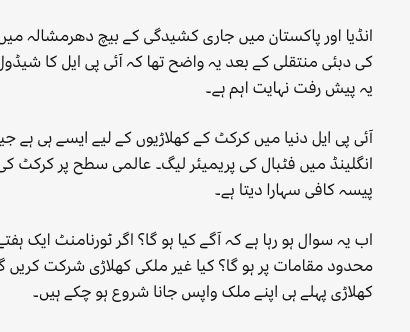 انڈیا اور پاکستان میں جاری کشیدگی کے بیچ دھرمشالہ میں
کی دبئی منتقلی کے بعد یہ واضح تھا کہ آئی پی ایل کا شیڈول
یہ پیش رفت نہایت اہم ہے۔
آئی پی ایل دنیا میں کرکٹ کے کھلاڑیوں کے لیے ایسے ہی ہے
انگلینڈ میں فٹبال کی پریمیئر لیگ۔ عالمی سطح پر کرکٹ کی
پیسہ کافی سہارا دیتا ہے۔
اب یہ سوال ہو رہا ہے کہ آگے کیا ہو گا؟ اگر ٹورنامنٹ ایک ہفتے
محدود مقامات پر ہو گا؟ کیا غیر ملکی کھلاڑی شرکت کریں
کھلاڑی پہلے ہی اپنے ملک واپس جانا شروع ہو چکے ہیں۔